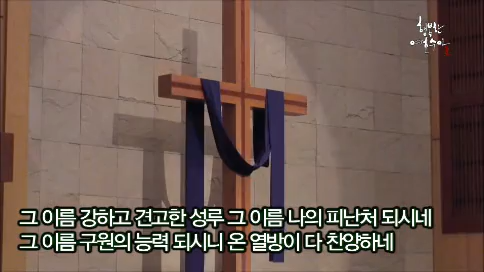 그 이름 강하고 견고한 성루 그 이름 나의 피난처 되시네
그 이름 구원의 능력 되시니 온 열방이 다 찬양하네